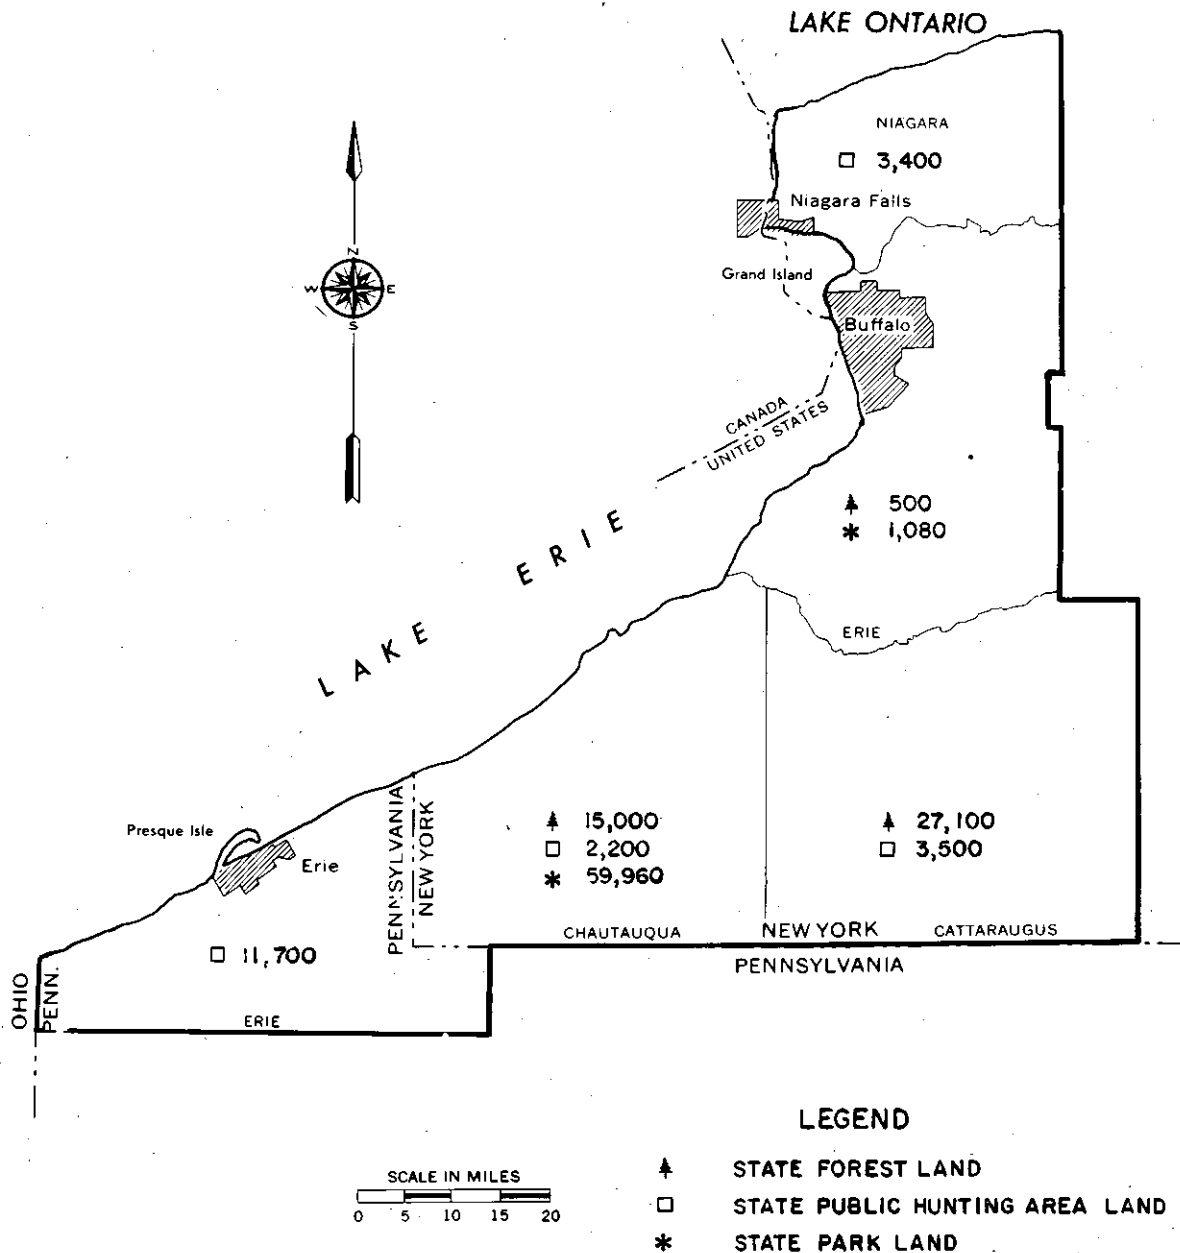 LAKE ONTARIO
NIAGARA
□ 3,400
Niagara Falls
N
W E
S
Grand Island
Buffalo
CANADA
UNITED STATES
500
* 1,080
LAKE ERIE
ERIE
PENNSYLVANIA
NEW YORK
15,000
□ 2,200
* 59,960
27,100
□ 3,500
Presque Isle
Erie
CHAUTAUQUA
NEW YORK
CATTARAUGUS
PENNSYLVANIA
□ 11,700
OHIO
PENN.
ERIE
LEGEND
STATE FOREST LAND
□ STATE PUBLIC HUNTING AREA LAND
* STATE PARK LAND
SCALE IN MILES
0 5 10 15 20